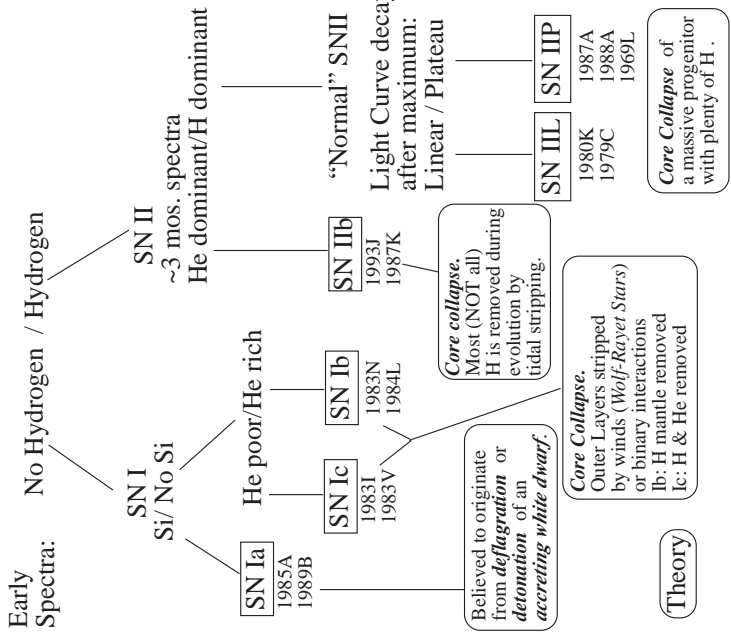 Early
Spectra:
No Hydrogen / Hydrogen
SN I
Si/ No Si
SN II
~3 mos. spectra
He dominant/H dominant
He poor/He rich
"Normal" SNII
Light Curve decay
after maximum:
Linear / Plateau
SN Ia
1985A
1989B
SN Ic
1983I
1983V
SN Ib
1983N
1984L
SN IIb
1993J
1987K
SN IIL
1980K
1979C
SN IIP
1987A
1988A
1969L
Believed to originate
from deflagration or
detonation of an
accreting white dwarf.
Core Collapse.
Outer Layers stripped
by winds (Wolf-Rayet Stars)
or binary interactions
Ib: H mantle removed
Ic: H & He removed
Core collapse.
Most (NOT all)
H is removed during
evolution by
tidal stripping.
Core Collapse of
a massive progenitor
with plenty of H .
Theory